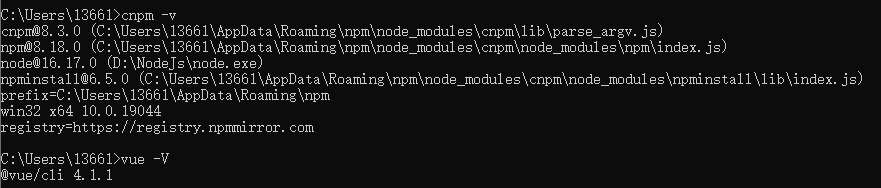 C:\Users\13661>cnpm -v
cnpm@8.3.0 (C:\Users\13661\AppData\Roaming\npm\node_modules\cnpm\lib\parse_argv.js)
npm@8.18.0 (C:\Users\13661\AppData\Roaming\npm\node_modules\cnpm\node_modules\npm\index.js)
node@16.17.0 (D:\NodeJs\node.exe)
npminstall@6.5.0 (C:\Users\13661\AppData\Roaming\npm\node_modules\cnpm\node_modules\npminstall\lib\index.js)
prefix=C:\Users\13661\AppData\Roaming\npm
win32 x64 10.0.19044
registry=https://registry.npmmirror.com
C:\Users\13661>vue -V
@vue/cli 4.1.1